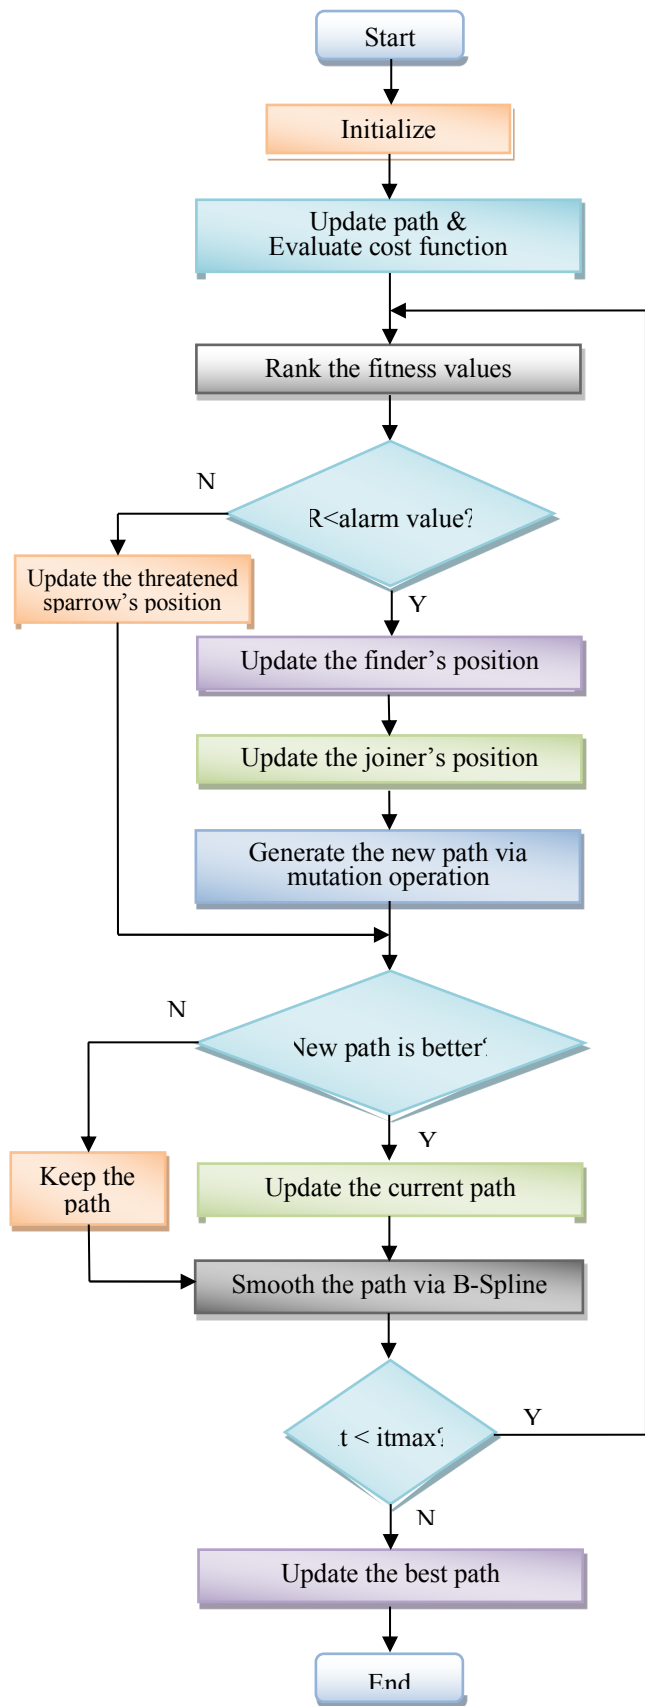 Start
Initialize
Update path &
Evaluate cost function
Rank the fitness values
N
R<alarm value?
Update the threatened
sparrow's position
Y
Update the finder's position
Update the joiner's position
Generate the new path via
mutation operation
N
New path is better?
Y
Keep the
path
Update the current path
Smooth the path via B-Spline
t < itmax?
Y
N
Update the best path
End